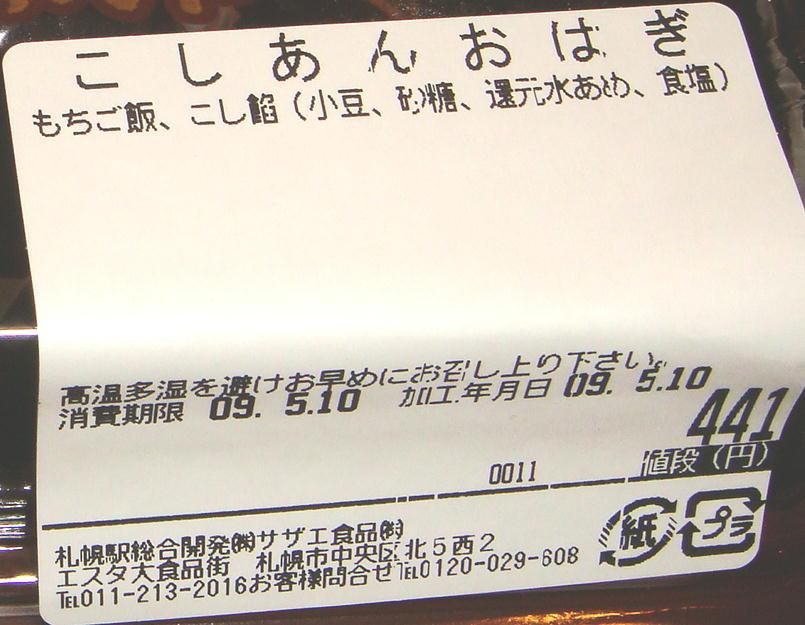 こしあんおはぎ
もちご飯、こし餡（小豆、砂糖、還元水あめ、食塩）
高温多湿を避けお早めにお召し上り下さい。
消費期限 09. 5.10 加工年月日 09. 5.10
441
0011 値段（円）
紙 プラ
札幌駅総合開発㈱サザエ食品㈱
エスタ大食品街 札幌市中央区北5西2
℡011-213-2016お客様問合せ℡0120-029-608